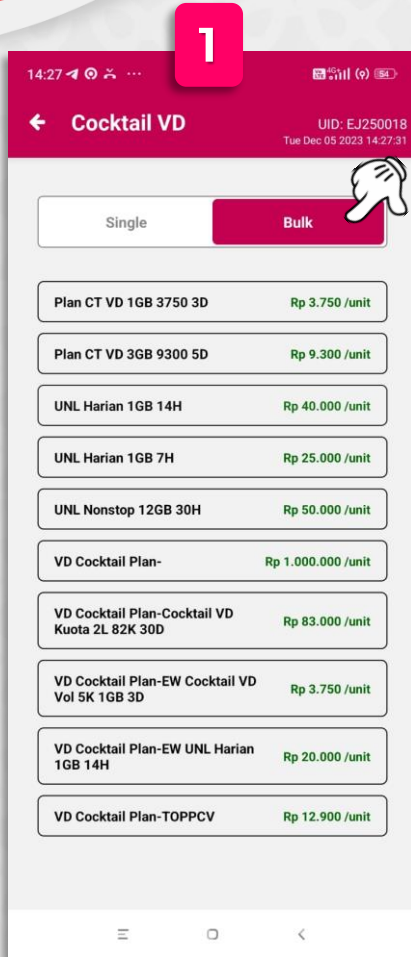 1
14:27
54
Cocktail VD
UID: EJ250018
Tue Dec 05 2023 14:27:31
Single
Bulk
Plan CT VD 1GB 3750 3D
Rp 3.750 /unit
Plan CT VD 3GB 9300 5D
Rp 9.300 /unit
UNL Harian 1GB 14H
Rp 40.000 /unit
UNL Harian 1GB 7H
Rp 25.000 /unit
UNL Nonstop 12GB 30H
Rp 50.000 /unit
VD Cocktail Plan-
Rp 1.000.000 /unit
VD Cocktail Plan-Cocktail VD
Kuota 2L 82K 30D
Rp 83.000 /unit
VD Cocktail Plan-EW Cocktail VD
Vol 5K 1GB 3D
Rp 3.750 /unit
VD Cocktail Plan-EW UNL Harian
1GB 14H
Rp 20.000 /unit
VD Cocktail Plan-TOPPCV
Rp 12.900 /unit